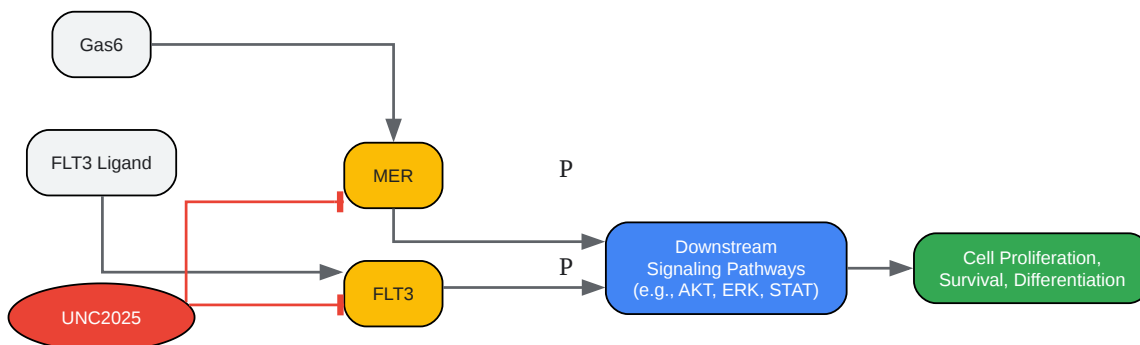 Gas6
FLT3 Ligand
MER
P
Downstream
Signaling Pathways
(e.g., AKT, ERK, STAT)
Cell Proliferation,
Survival, Differentiation
P
FLT3
UNC2025